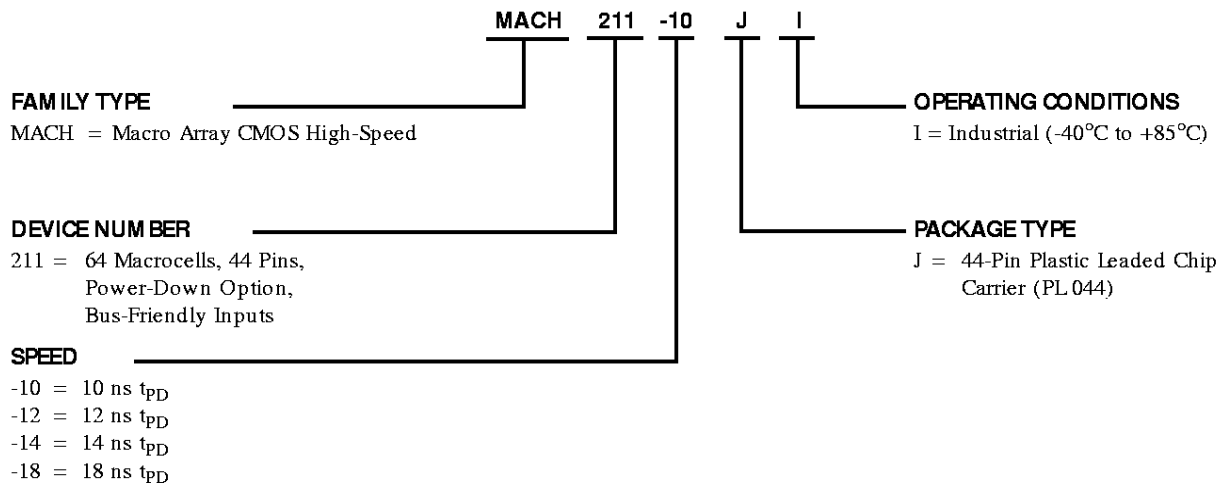 MACH 211 -10 J I
FAMILY TYPE
MACH = Macro Array CMOS High-Speed
OPERATING CONDITIONS
I = Industrial (-40°C to +85°C)
DEVICE NUMBER
211 = 64 Macrocells, 44 Pins,
Power-Down Option,
Bus-Friendly Inputs
PACKAGE TYPE
J = 44-Pin Plastic Leaded Chip
Carrier (PL 044)
SPEED
-10 = 10 ns tPD
-12 = 12 ns tPD
-14 = 14 ns tPD
-18 = 18 ns tPD